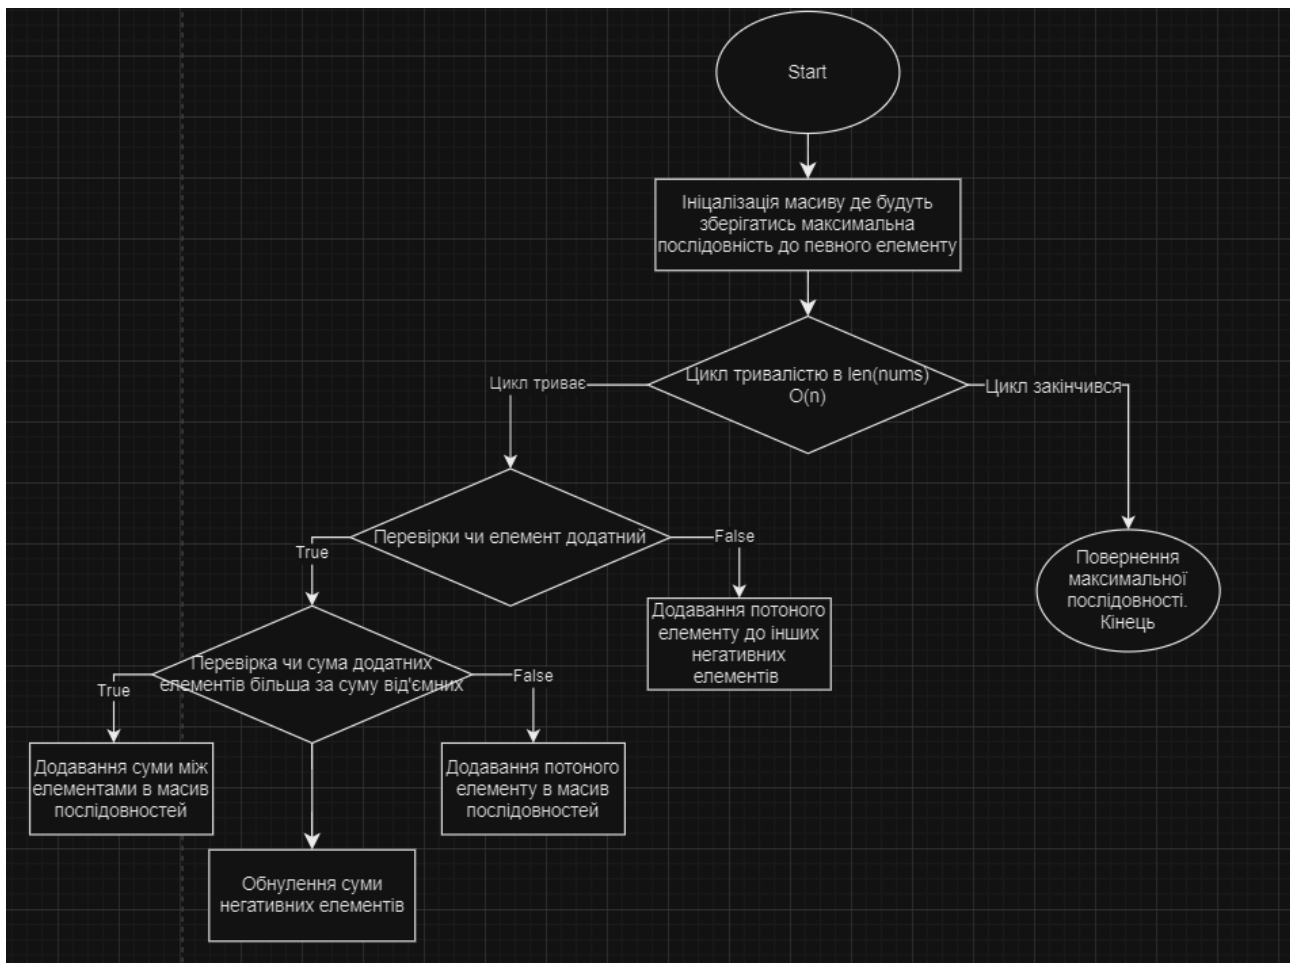 Start
Ініцалізація масиву де будуть
зберігатись максимальна
послідовність до певного елементу
Цикл тривалістю в len(nums)
O(n)
Цикл триває
Цикл закінчився
Перевірки чи елемент додатний
True
False
Повернення
максимальної
послідовності.
Кінець
Додавання потоного
елементу до інших
негативних
елементів
Перевірка чи сума додатних
елементів більша за суму від'ємних
True
False
Додавання суми між
елементами в масив
послідовностей
Додавання потоного
елементу в масив
послідовностей
Обнулення суми
негативних елементів